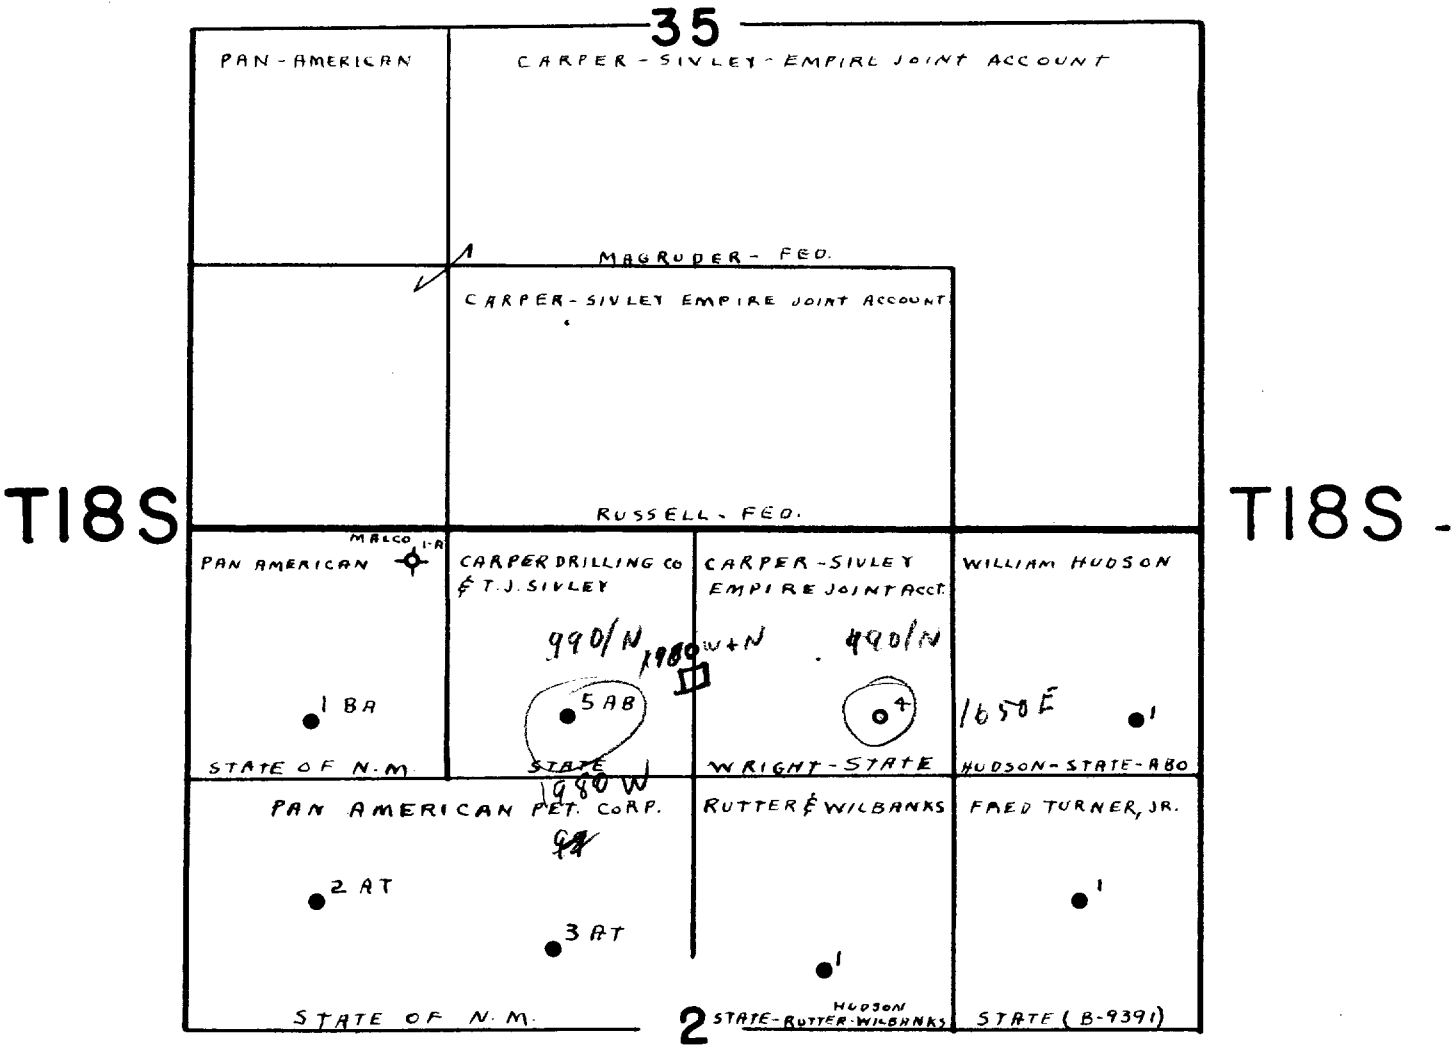 35
PAN-AMERICAN
CARPER-SIVLEY-EMPIRE JOINT ACCOUNT
MAGRUDER- FED.
CARPER-SIVLEY EMPIRE JOINT ACCOUNT
T18S
T18S -
RUSSELL- FED.
MALCO 1-A
PAN AMERICAN
CARPER DRILLING CO
& T.J. SIVLEY
CARPER-SIVLEY
EMPIRE JOINT ACCT.
WILLIAM HUDSON
990/N
1980 W+N
990/N
1 BA
5 AB
4
1650E
1
STATE OF N.M.
STATE
WRIGHT-STATE
HUDSON-STATE-ABO
1980 W
PAN AMERICAN PET. CORP.
RUTTER & WILBANKS
FRED TURNER, JR.
2 AT
1
3 AT
1
STATE OF N.M.
2
HUDSON
STATE-RUTTER-WILBANKS
STATE (B-9391)